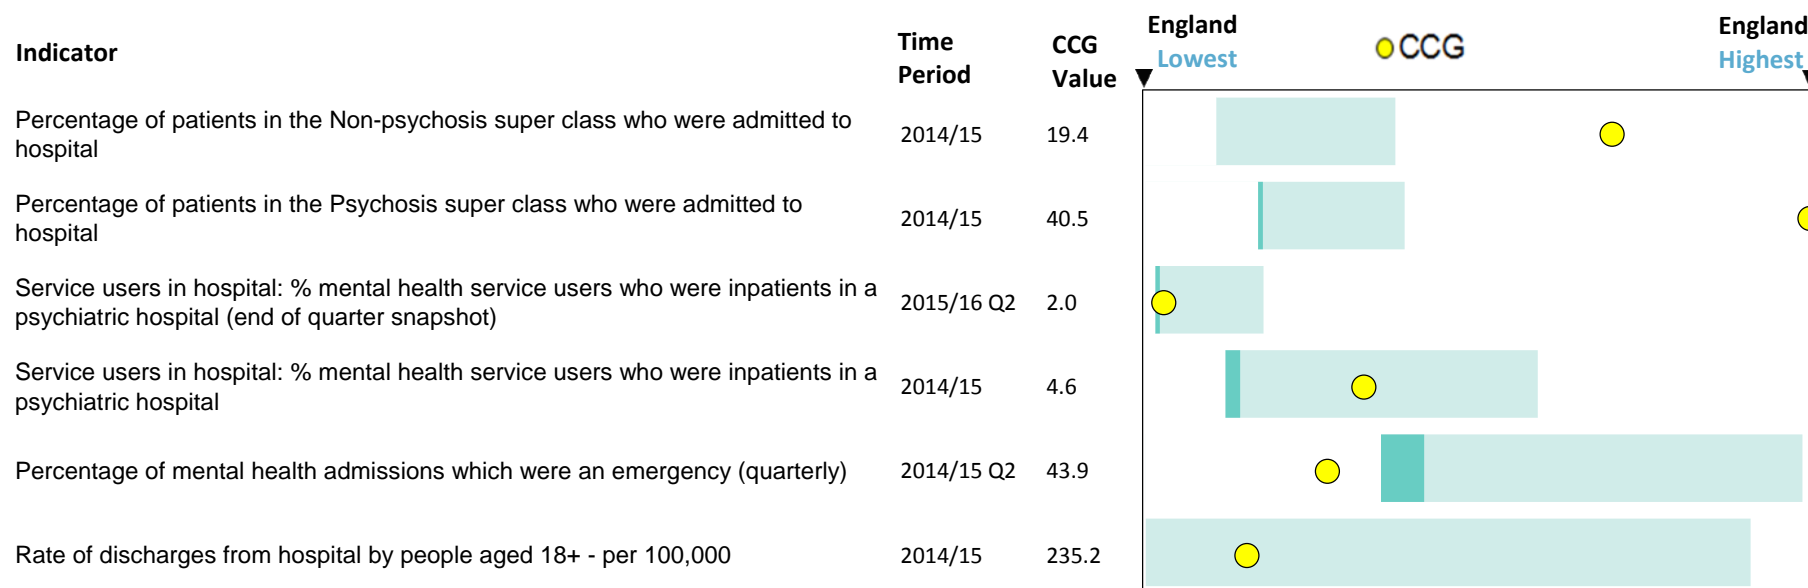 Indicator
Time
Period
CCG
Value
England
Lowest
CCG
England
Highest
Percentage of patients in the Non-psychosis super class who were admitted to
hospital
2014/15
19.4
Percentage of patients in the Psychosis super class who were admitted to
hospital
2014/15
40.5
Service users in hospital: % mental health service users who were inpatients in a
psychiatric hospital (end of quarter snapshot)
2015/16 Q2
2.0
Service users in hospital: % mental health service users who were inpatients in a
psychiatric hospital
2014/15
4.6
Percentage of mental health admissions which were an emergency (quarterly)
2014/15 Q2
43.9
Rate of discharges from hospital by people aged 18+ - per 100,000
2014/15
235.2